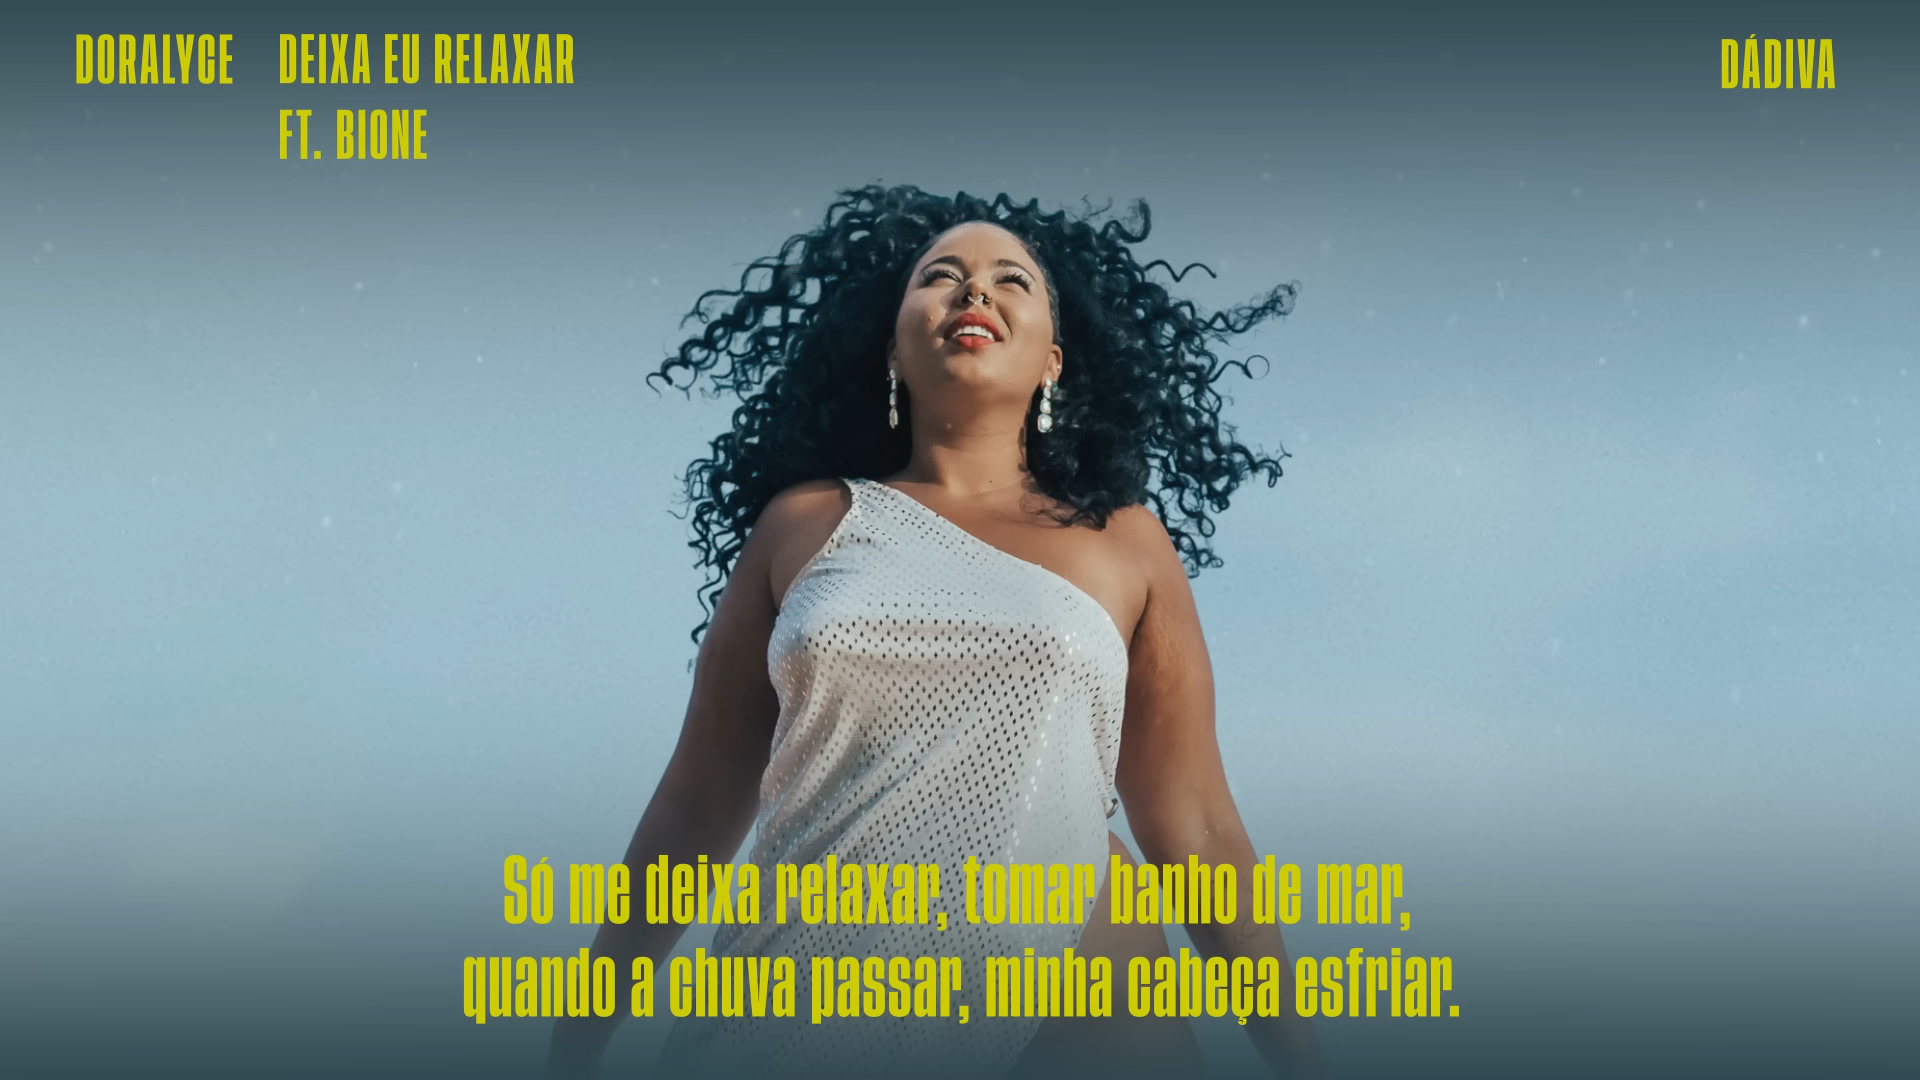 DORALYCE
DEIXA EU RELAXAR
FT. BIONE
DÁDIVA
Só me deixa relaxar, tomar banho de mar,
quando a chuva passar, minha cabeça esfriar.